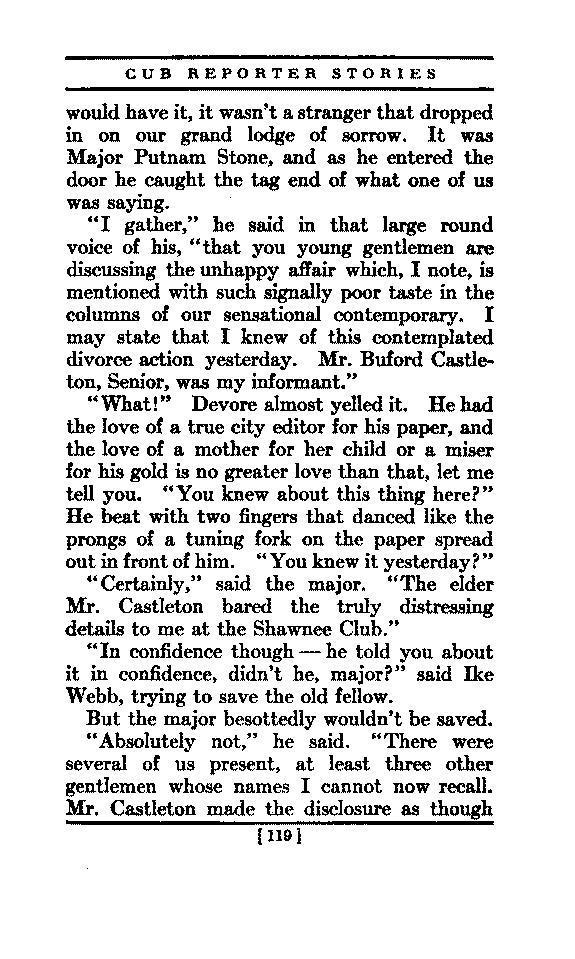 CUB REPORTER STORIES
would have it, it wasn't a stranger that dropped
in on our grand lodge of sorrow. It was
Major Putnam Stone, and as he entered the
door he caught the tag end of what one of us
was saying.
"I gather," he said in that large round
voice of his, "that you young gentlemen are
discussing the unhappy affair which, I note, is
mentioned with such signally poor taste in the
columns of our sensational contemporary. I
may state that I knew of this contemplated
divorce action yesterday. Mr. Buford Castle-
ton, Senior, was my informant."
"What!" Devore almost yelled it. He had
the love of a true city editor for his paper, and
the love of a mother for her child or a miser
for his gold is no greater love than that, let me
tell you. "You knew about this thing here?"
He beat with two fingers that danced like the
prongs of a tuning fork on the paper spread
out in front of him. "You knew it yesterday?"
"Certainly," said the major. "The elder
Mr. Castleton bared the truly distressing
details to me at the Shawnee Club."
"In confidence though — he told you about
it in confidence, didn't he, major?" said Ike
Webb, trying to save the old fellow.
But the major besottedly wouldn't be saved.
"Absolutely not," he said. "There were
several of us present, at least three other
gentlemen whose names I cannot now recall.
Mr. Castleton made the disclosure as though
[119]